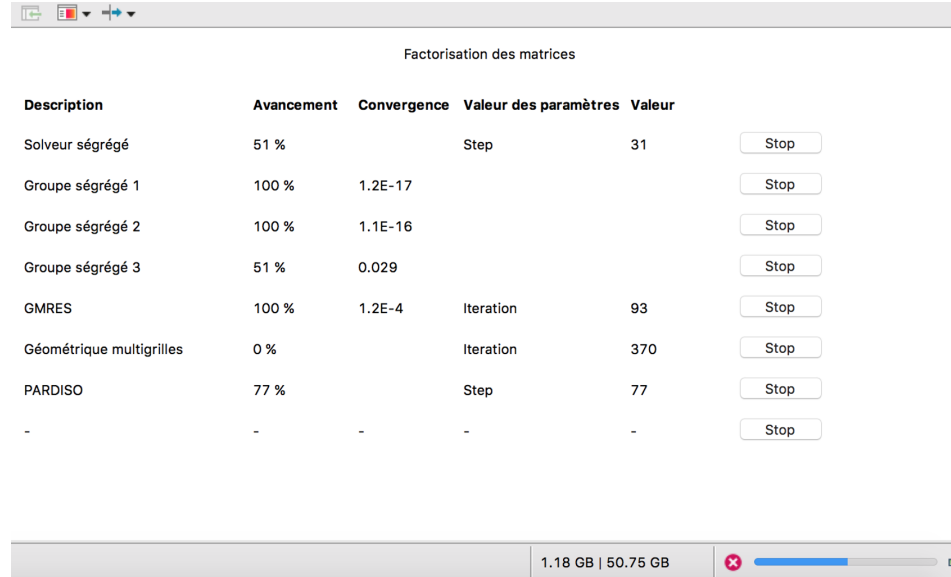 Factorisation des matrices
Description Avancement Convergence Valeur des paramètres Valeur
Solveur ségrégé 51 % Step 31 Stop
Groupe ségrégé 1 100 % 1.2E-17 Stop
Groupe ségrégé 2 100 % 1.1E-16 Stop
Groupe ségrégé 3 51 % 0.029 Stop
GMRES 100 % 1.2E-4 Iteration 93 Stop
Géométrique multigrilles 0 % Iteration 370 Stop
PARDISO 77 % Step 77 Stop
- - - - - Stop
1.18 GB | 50.75 GB